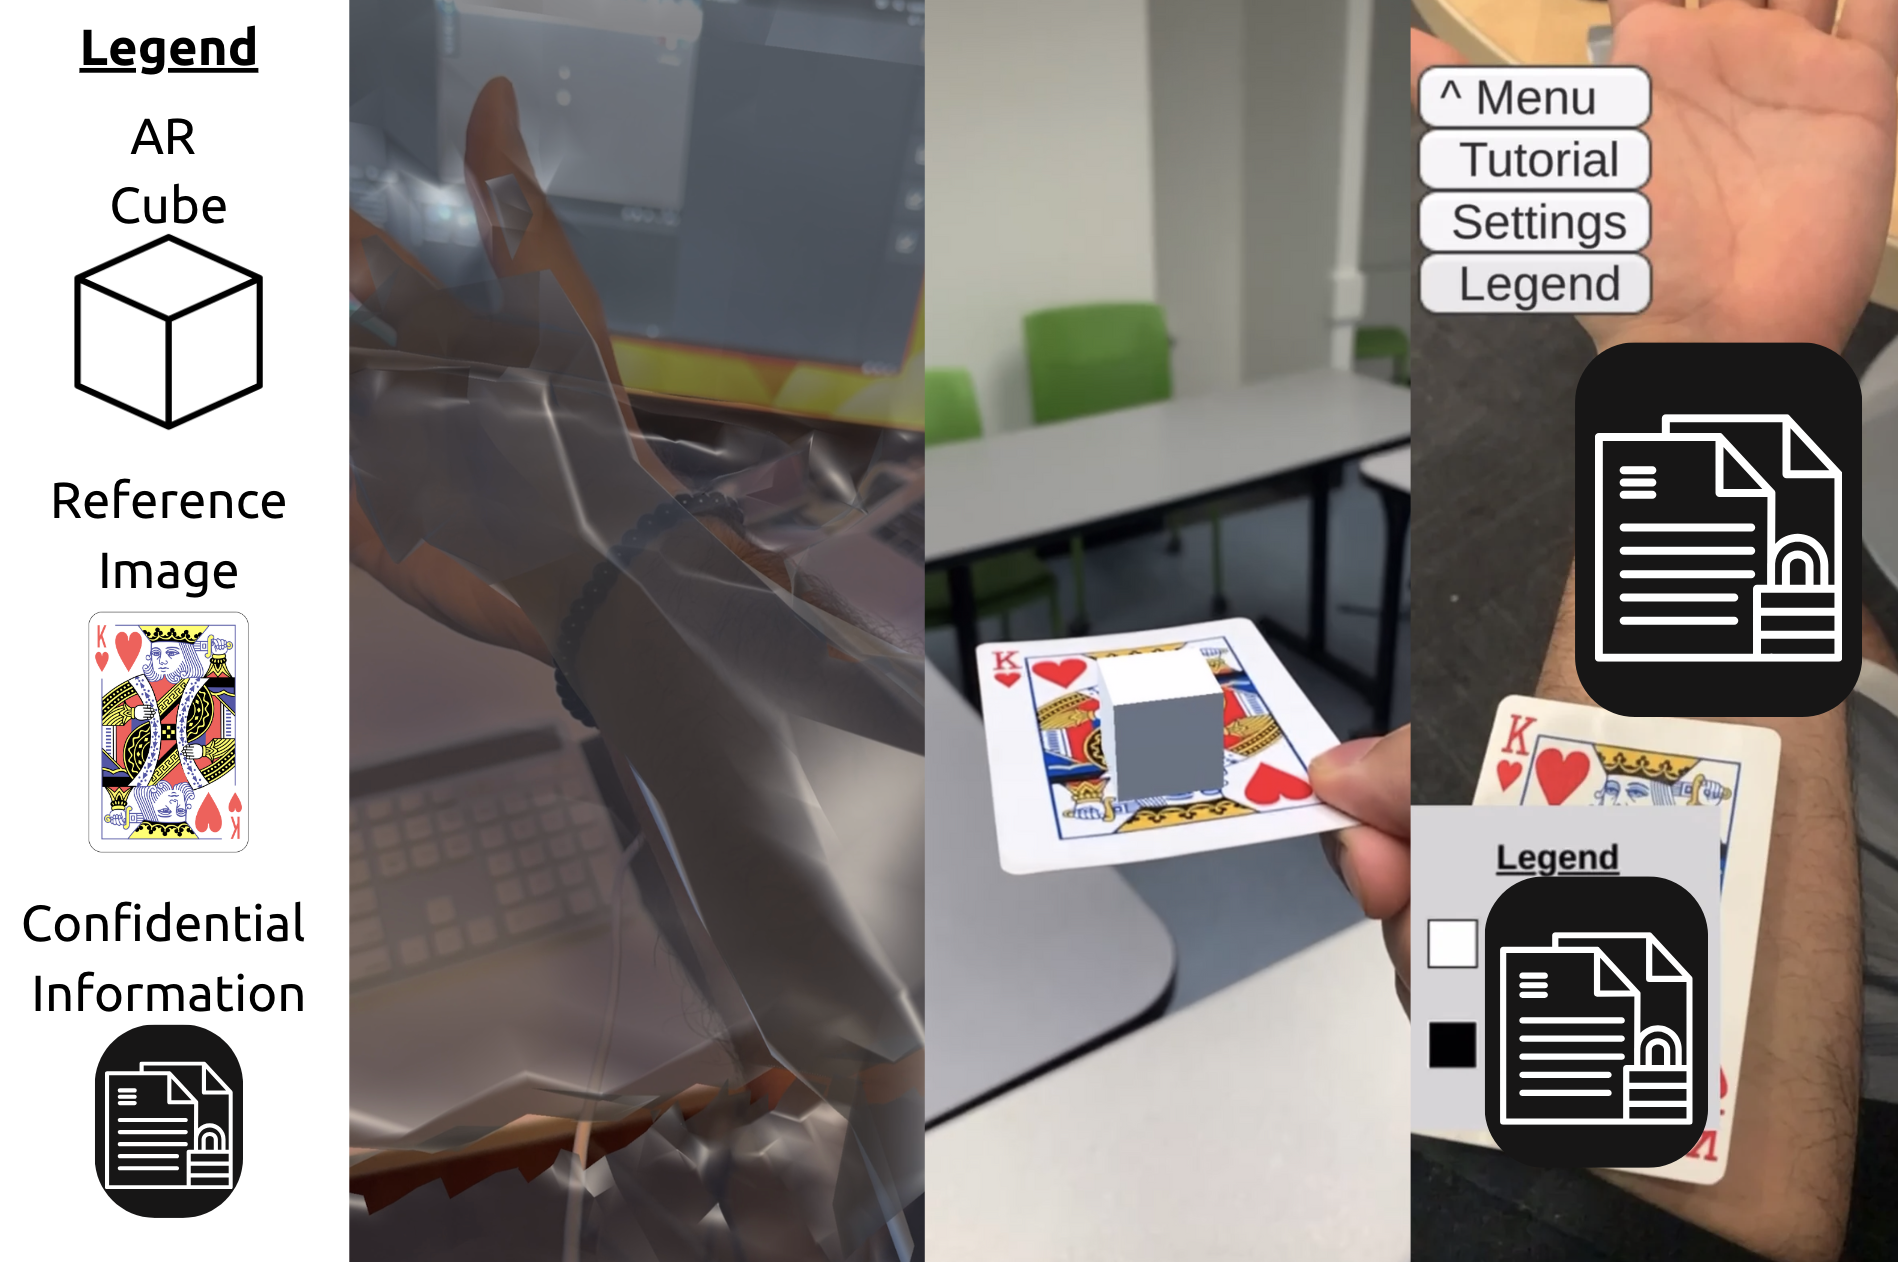 Legend
AR
Cube
Reference
Image
K
K
Confidential
Information
K
^ Menu
Tutorial
Settings
Legend
K
Legend
K